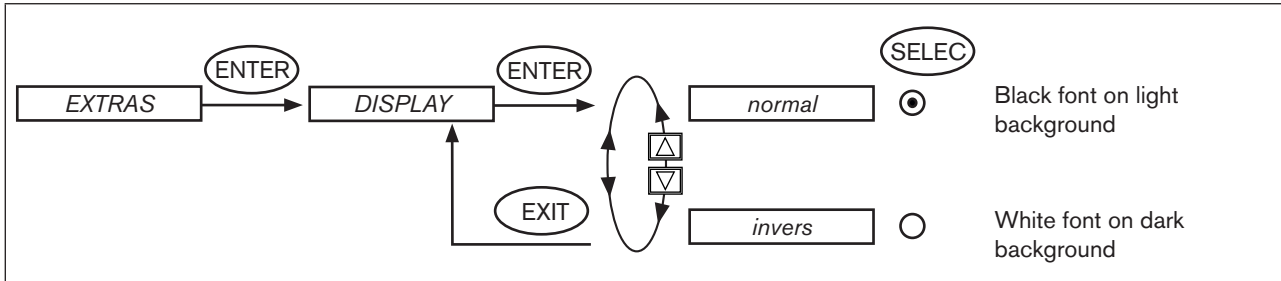 SELEC
ENTER
ENTER
EXTRAS
DISPLAY
normal
Black font on light
background
EXIT
invers
White font on dark
background